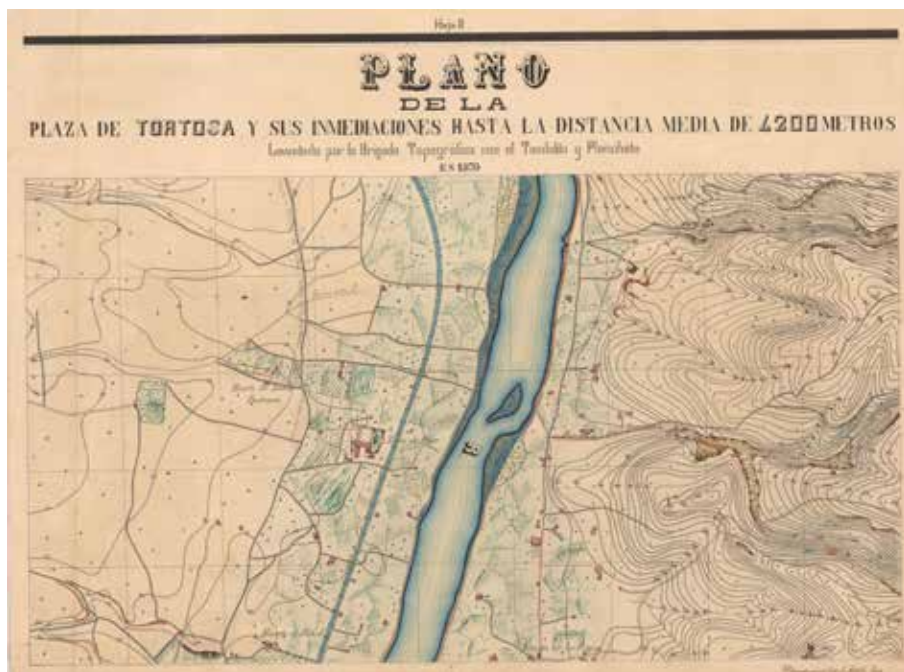 Hoja II
PLANO
DE LA
PLAZA DE TORTOSA Y SUS INMEDIACIONES HASTA LA DISTANCIA MEDIA DE 4200 METROS
Levantado por la Brigada Topográfica con el Teodolito y Plancheta